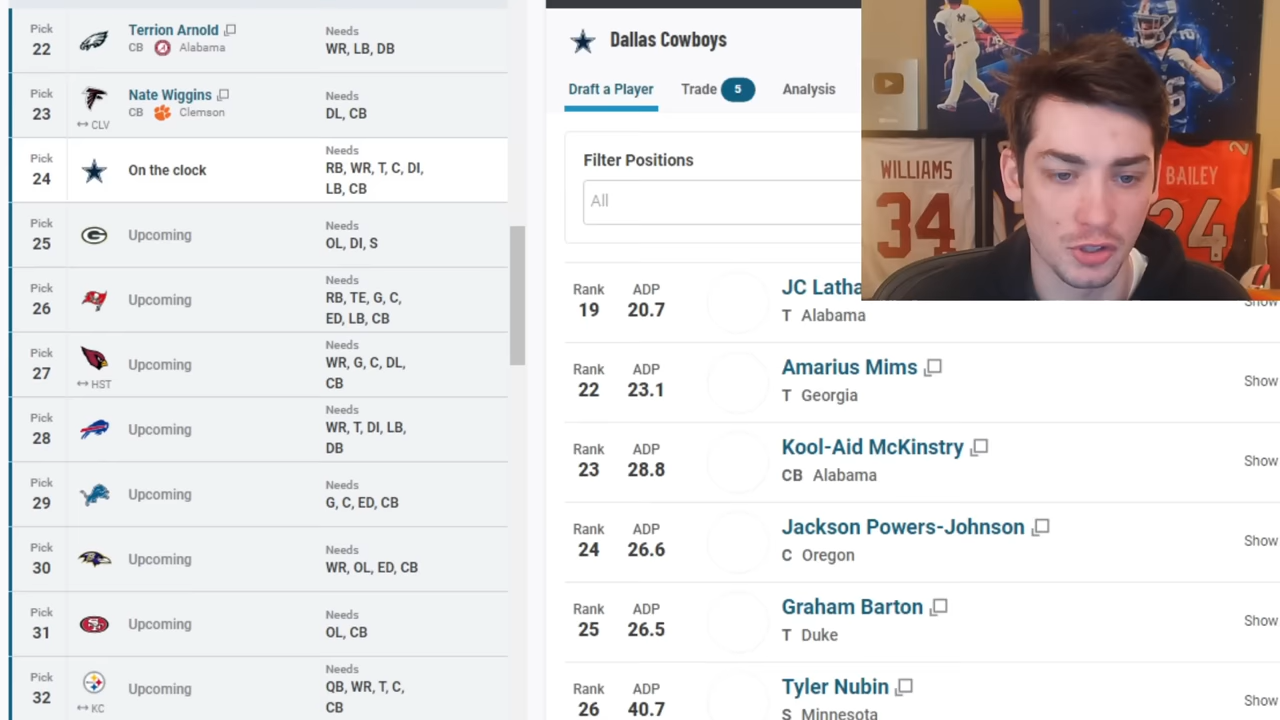 Pick
22
Terrion Arnold
CB Alabama
Needs
WR, LB, DB
Pick
23
CLV
Nate Wiggins
CB Clemson
Needs
DL, CB
Pick
24
On the clock
Needs
RB, WR, T, C, DI,
LB, CB
Pick
25
Upcoming
Needs
OL, DI, S
Pick
26
Upcoming
Needs
RB, TE, G, C,
ED, LB, CB
Pick
27
HST
Upcoming
Needs
WR, G, C, DL,
CB
Pick
28
Upcoming
Needs
WR, T, DI, LB,
DB
Pick
29
Upcoming
Needs
G, C, ED, CB
Pick
30
Upcoming
Needs
WR, OL, ED, CB
Pick
31
Upcoming
Needs
OL, CB
Pick
32
KC
Upcoming
Needs
QB, WR, T, C,
CB
Dallas Cowboys
Draft a Player Trade 5 Analysis
Filter Positions
All
Rank ADP
19 20.7
JC Latha
T Alabama
Show
Rank ADP
22 23.1
Amarius Mims
T Georgia
Show
Rank ADP
23 28.8
Kool-Aid McKinstry
CB Alabama
Show
Rank ADP
24 26.6
Jackson Powers-Johnson
C Oregon
Show
Rank ADP
25 26.5
Graham Barton
T Duke
Show
Rank ADP
26 40.7
Tyler Nubin
S Minnesota
Show
WILLIAMS
34
BAILEY
24
2